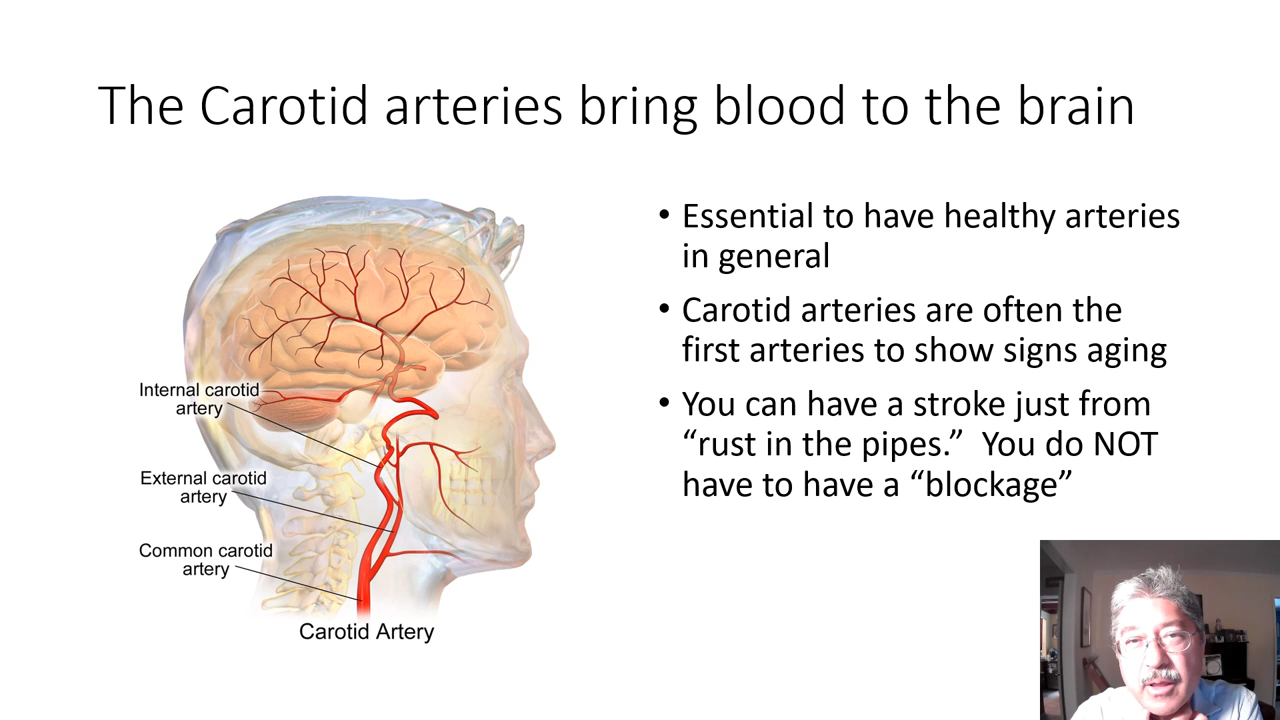 The Carotid arteries bring blood to the brain
Internal carotid
artery
External carotid
artery
Common carotid
artery
Carotid Artery
• Essential to have healthy arteries
in general
• Carotid arteries are often the
first arteries to show signs aging
• You can have a stroke just from
“rust in the pipes.”  You do NOT
have to have a “blockage”